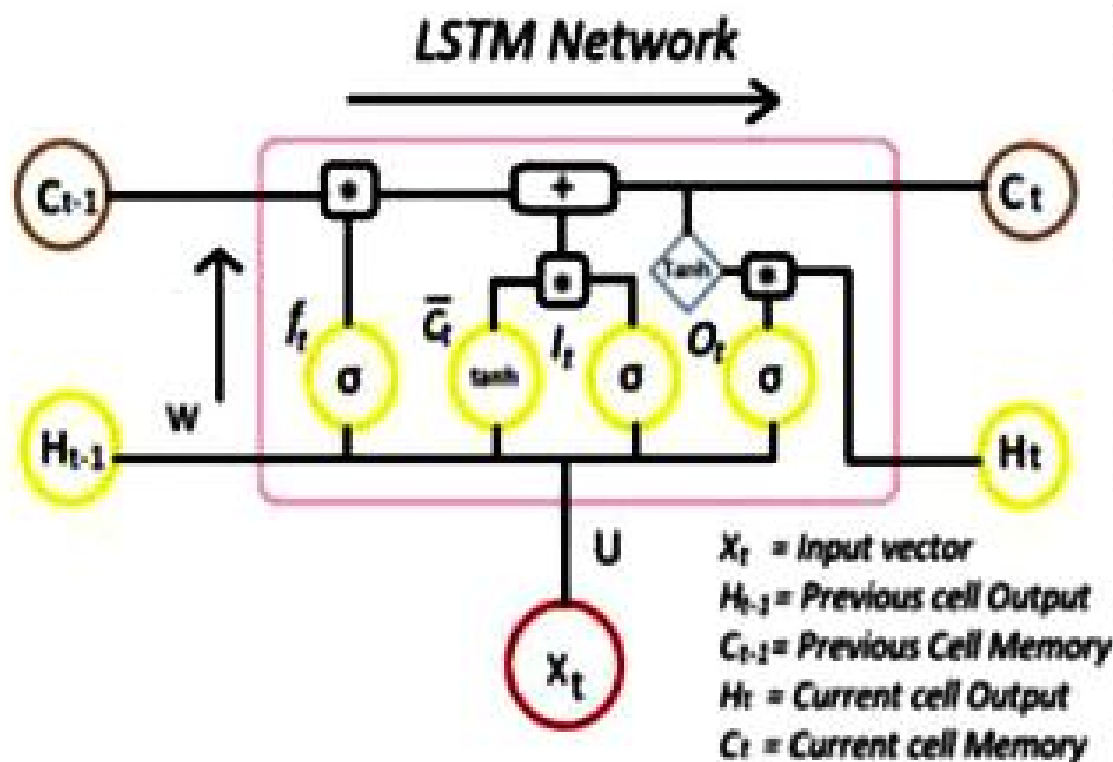 LSTM Network
Ct-1
•
+
Ct
Tanh
•
•
ft
C̅t
It
Ot
σ
tanh
σ
σ
W
Ht-1
Ht
U
Xt
Xt = Input vector
Ht-1 = Previous cell Output
Ct-1 = Previous Cell Memory
Ht = Current cell Output
Ct = Current cell Memory